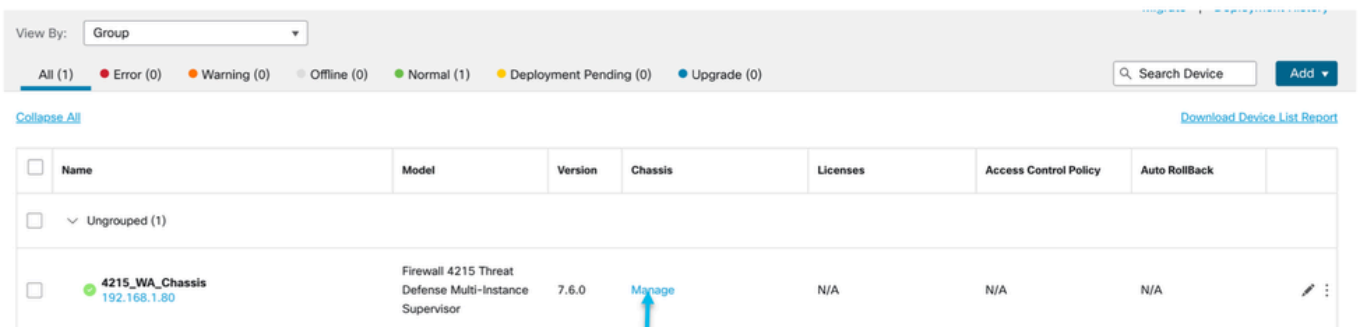 View By: Group
All (1) Error (0) Warning (0) Offline (0) Normal (1) Deployment Pending (0) Upgrade (0) Search Device Add
Collapse All Download Device List Report
Name Model Version Chassis Licenses Access Control Policy Auto RollBack
Ungrouped (1)
4215_WA_Chassis
192.168.1.80
Firewall 4215 Threat
Defense Multi-Instance
Supervisor
7.6.0 Manage N/A N/A N/A